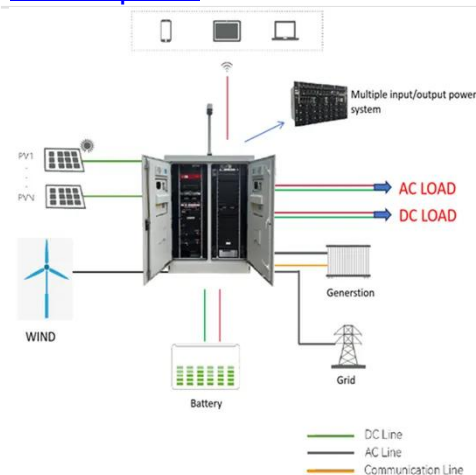 Multiple input/output power
system
PV1
PVN
AC LOAD
DC LOAD
WIND
Generstion
Grid
Battery
DC Line
AC Line
Communication Line